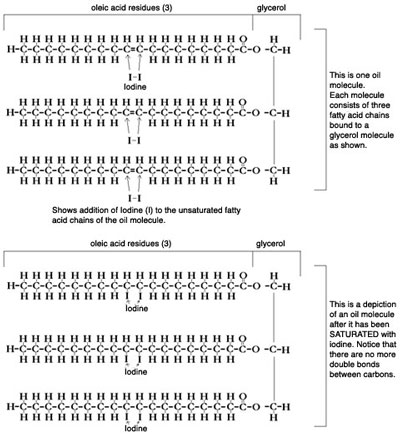 oleic acid residues (3)
glycerol
I–I
Iodine
I–I
I–I
Shows addition of Iodine (I) to the unsaturated fatty
acid chains of the oil molecule.
This is one oil
molecule.
Each molecule
consists of three
fatty acid chains
bound to a
glycerol molecule
as shown.
oleic acid residues (3)
glycerol
Iodine
Iodine
Iodine
This is a depiction
of an oil molecule
after it has been
SATURATED with
iodine. Notice that
there are no more
double bonds
between carbons.